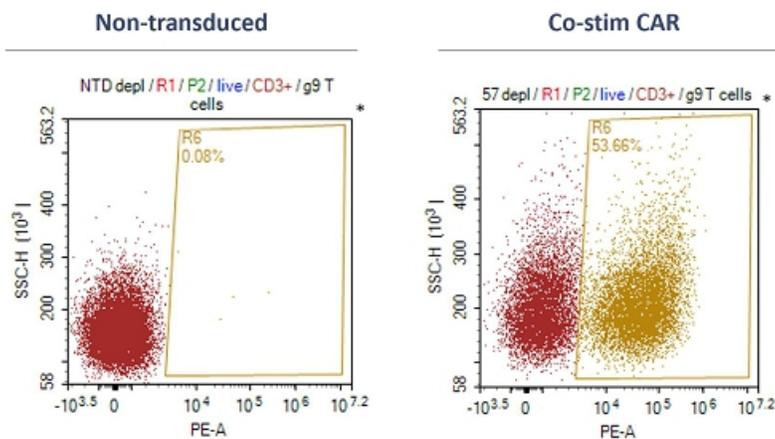 Non-transduced
Co-stim CAR
NTD depl / R1 / P2 / live / CD3+ / g9 T
cells
*
57 depl / R1 / P2 / live / CD3+ / g9 T cells *
563.2
R6
0.08%
400
300
200
58
SSC-H (10³ )
-10^3.5 0 10^4 10^5 10^6 10^7.2
PE-A
563.2
R6
53.66%
400
300
200
58
SSC-H (10³ )
-10^3.5 0 10^4 10^5 10^6 10^7.2
PE-A